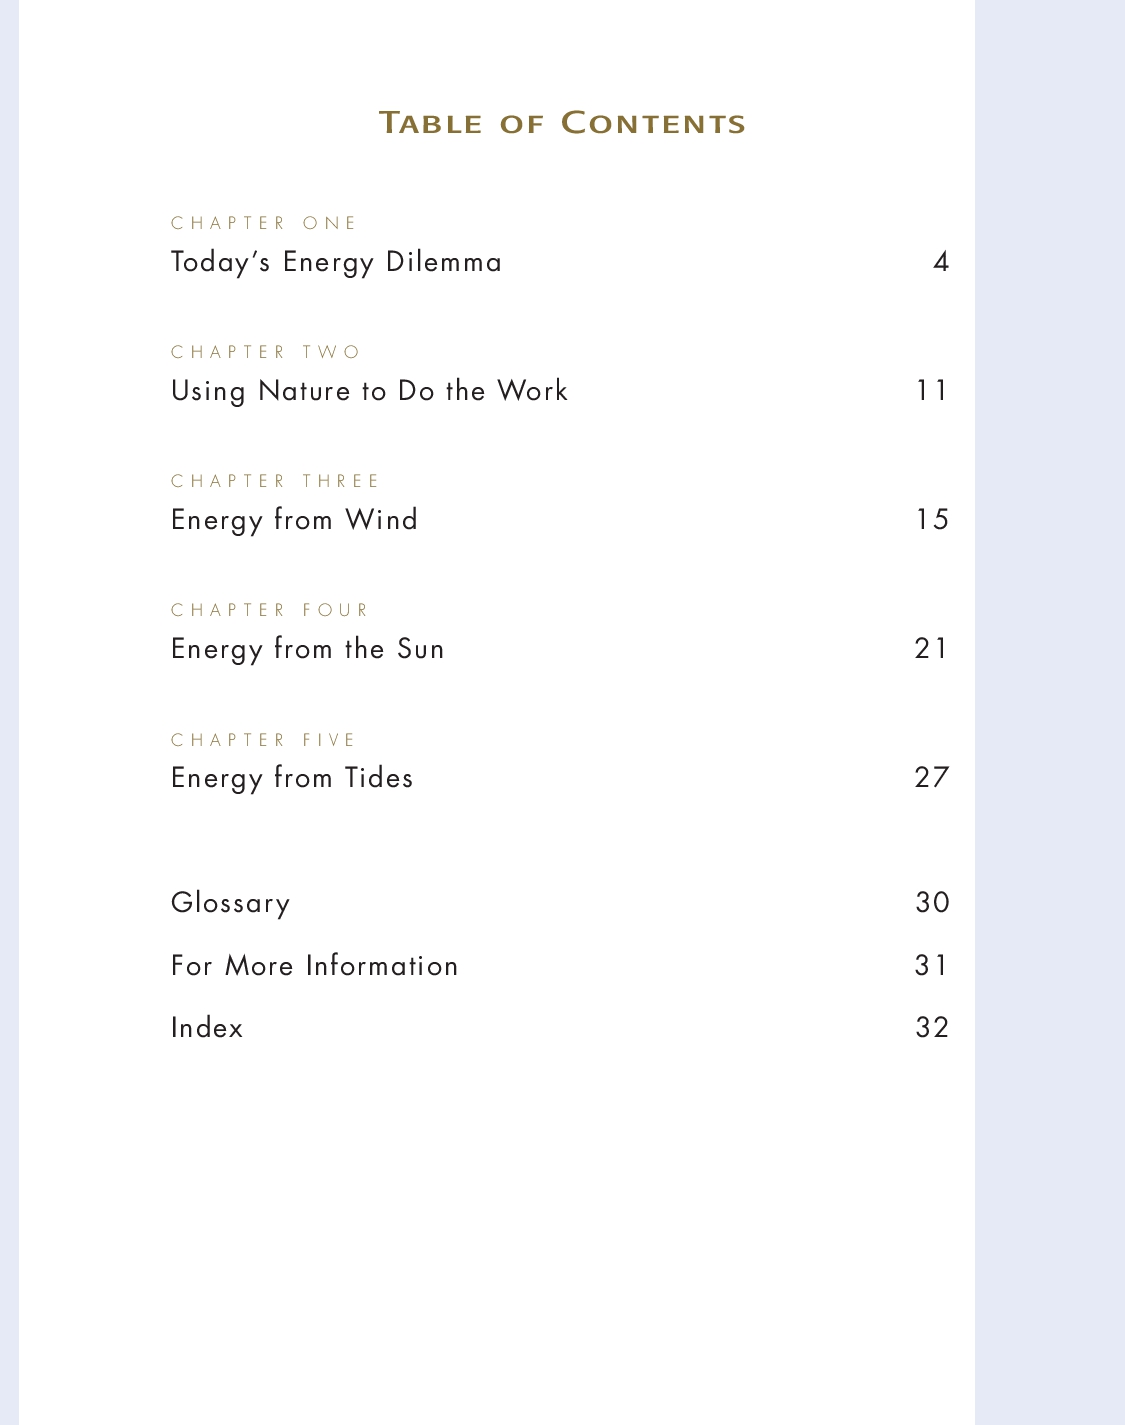 TABLE OF CONTENTS
CHAPTER ONE
Today’s Energy Dilemma 4
CHAPTER TWO
Using Nature to Do the Work 11
CHAPTER THREE
Energy from Wind 15
CHAPTER FOUR
Energy from the Sun 21
CHAPTER FIVE
Energy from Tides 27
Glossary 30
For More Information 31
Index 32